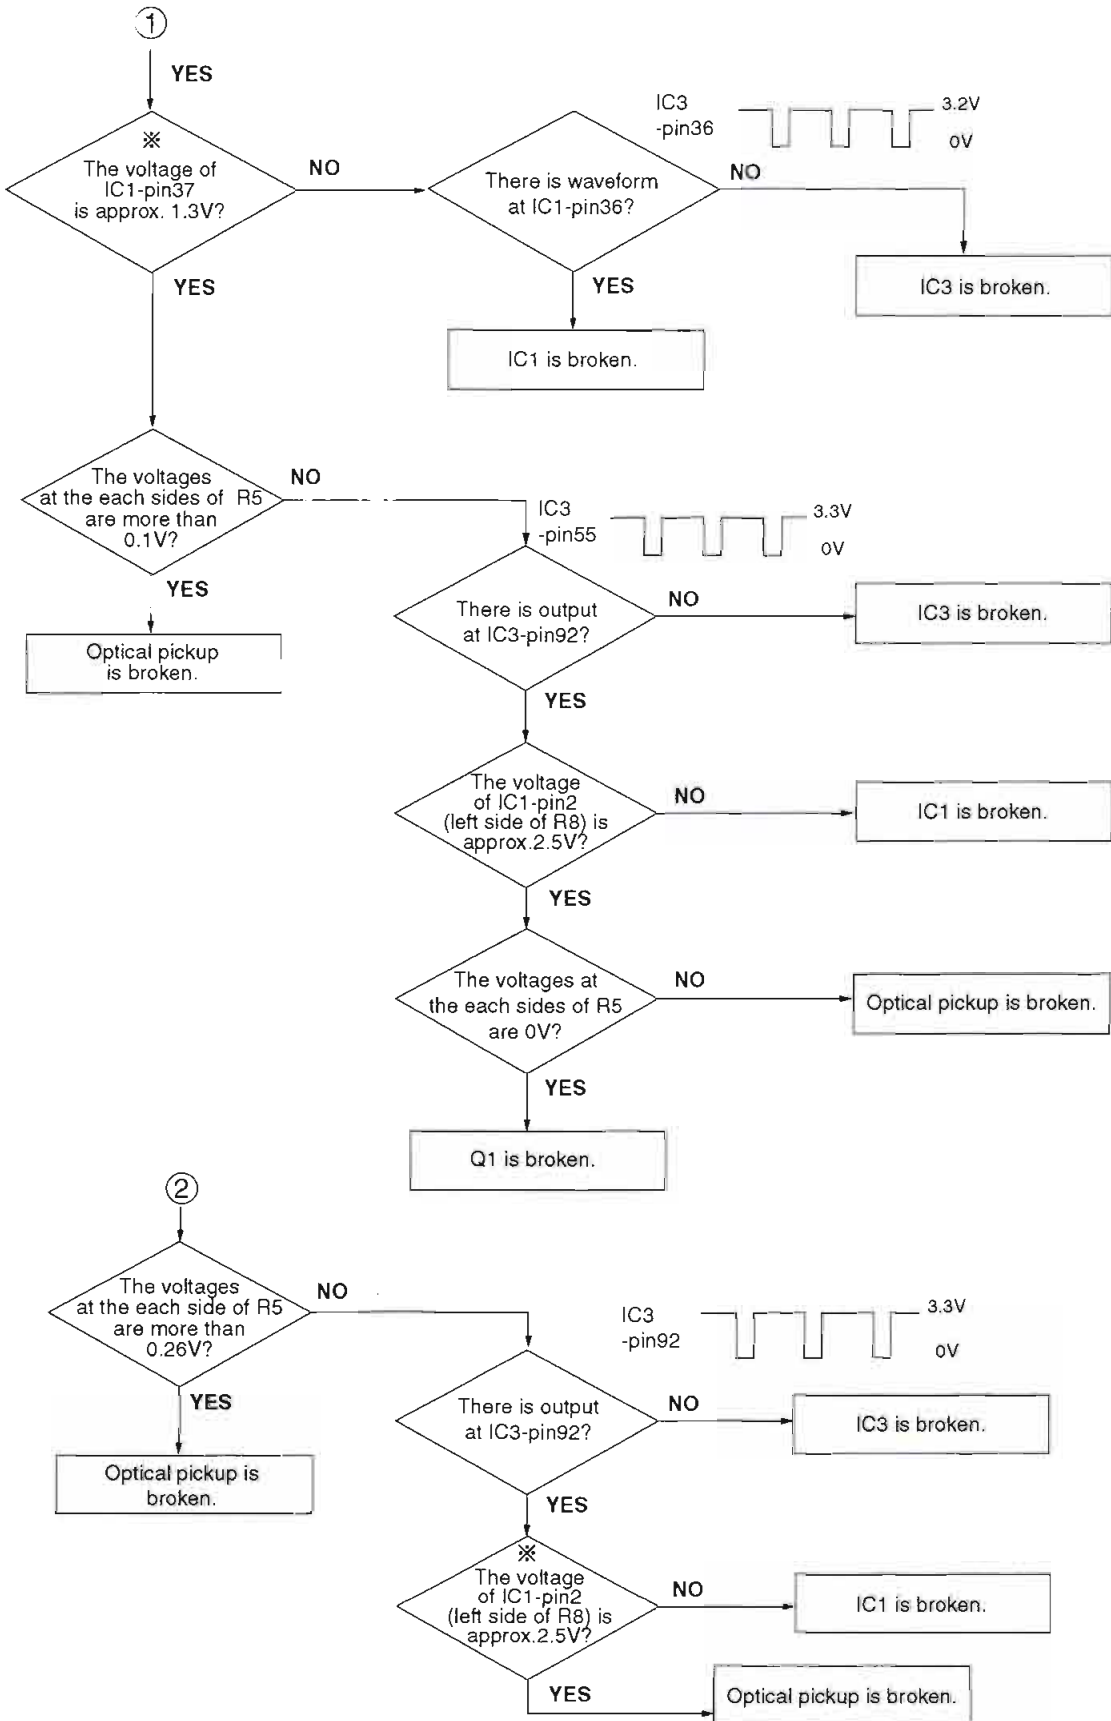 ①
YES
※
The voltage of
IC1-pin37
is approx. 1.3V?
NO
IC3
-pin36
3.2V
0V
There is waveform
at IC1-pin36?
NO
IC3 is broken.
YES
IC1 is broken.
YES
The voltages
at the each sides of R5
are more than
0.1V?
NO
IC3
-pin55
3.3V
0V
YES
Optical pickup
is broken.
There is output
at IC3-pin92?
NO
IC3 is broken.
YES
The voltage
of IC1-pin2
(left side of R8) is
approx.2.5V?
NO
IC1 is broken.
YES
The voltages at
the each sides of R5
are 0V?
NO
Optical pickup is broken.
YES
Q1 is broken.
②
The voltages
at the each side of R5
are more than
0.26V?
NO
IC3
-pin92
3.3V
0V
YES
Optical pickup is
broken.
There is output
at IC3-pin92?
NO
IC3 is broken.
YES
※
The voltage
of IC1-pin2
(left side of R8) is
approx.2.5V?
NO
IC1 is broken.
YES
Optical pickup is broken.